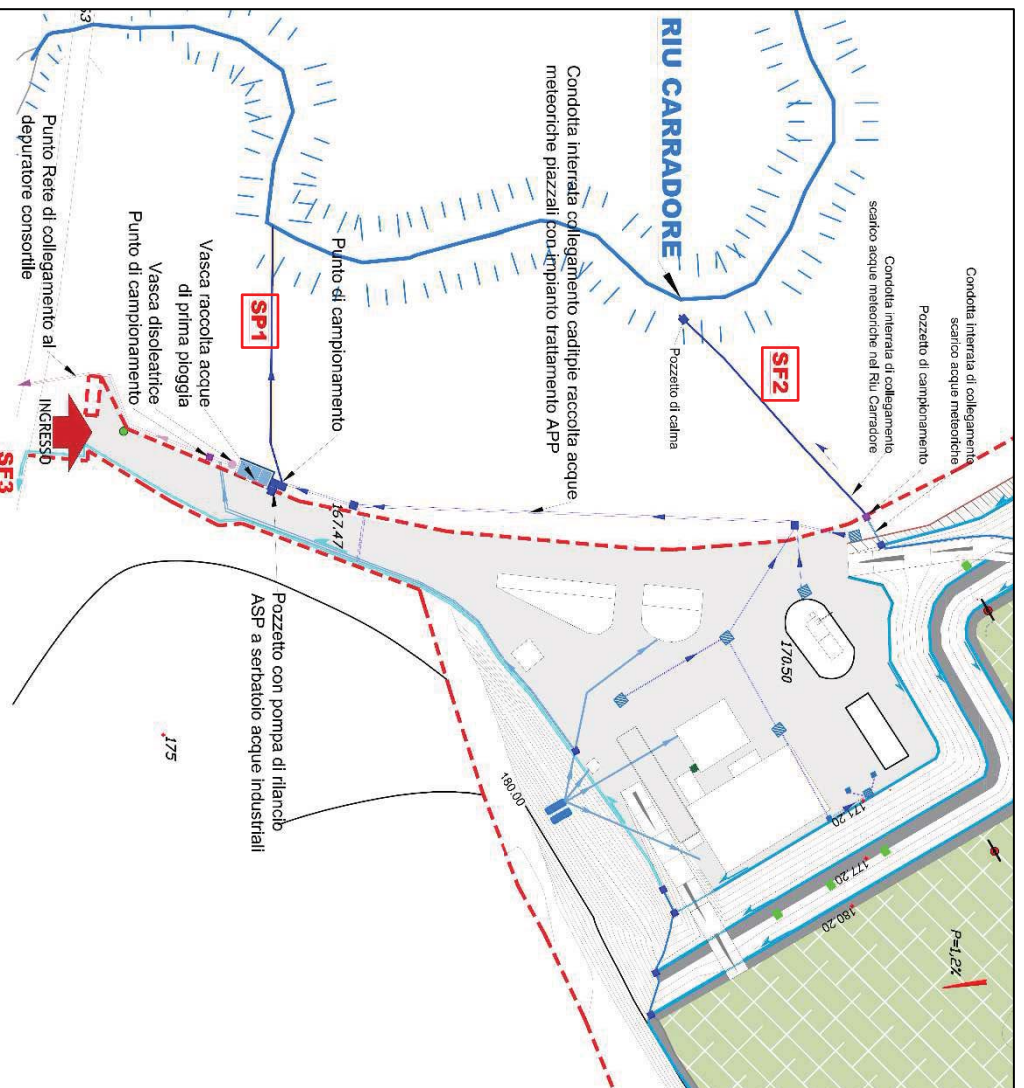 RIU CARRADORE
Condotta interrata di collegamento
scarico acque meteoriche
Pozzetto di campionamento
Condotta interrata di collegamento
scarico acque meteoriche nel Riu Carradore
SF2
Pozzetto di calma
Condotta interrata collegamento caditpie raccolta acque
meteoriche piazzali con impianto trattamento APP
Punto di campionamento
SP1
Vasca raccolta acque
di prima pioggia
Vasca disoleatrice
Punto di campionamento
Punto Rete di collegamento al
depuratore consortile
INGRESSO
SF3
Pozzetto con pompa di rilancio
ASP a serbatoio acque industriali
167.47
170.50
171.20
177.20
180.20
180.00
175
P=1,2%